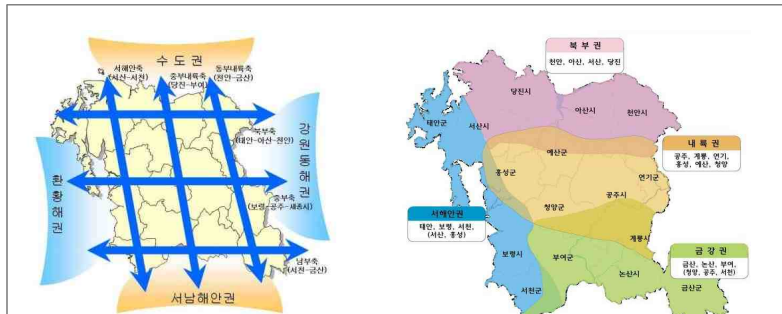 수도권
서해안축
(서산-서천)
중부내륙축
(당진-부여)
동부내륙축
(천안-금산)
북부축
(태안-아산-천안)
강원동해권
환황해권
중부축
(보령-공주-세종시)
남부축
(서천-금산)
서남해안권
북부권
천안, 아산, 서산, 당진
당진시
아산시
천안시
태안군
서산시
예산군
내륙권
공주, 계룡, 연기,
홍성, 예산, 청양
홍성군
연기군
청양군
공주시
서해안권
태안, 보령, 서천,
(서산, 홍성)
계룡시
보령시
부여군
금강권
금산, 논산, 부여,
(청양, 공주, 서천)
논산시
서천군
금산군